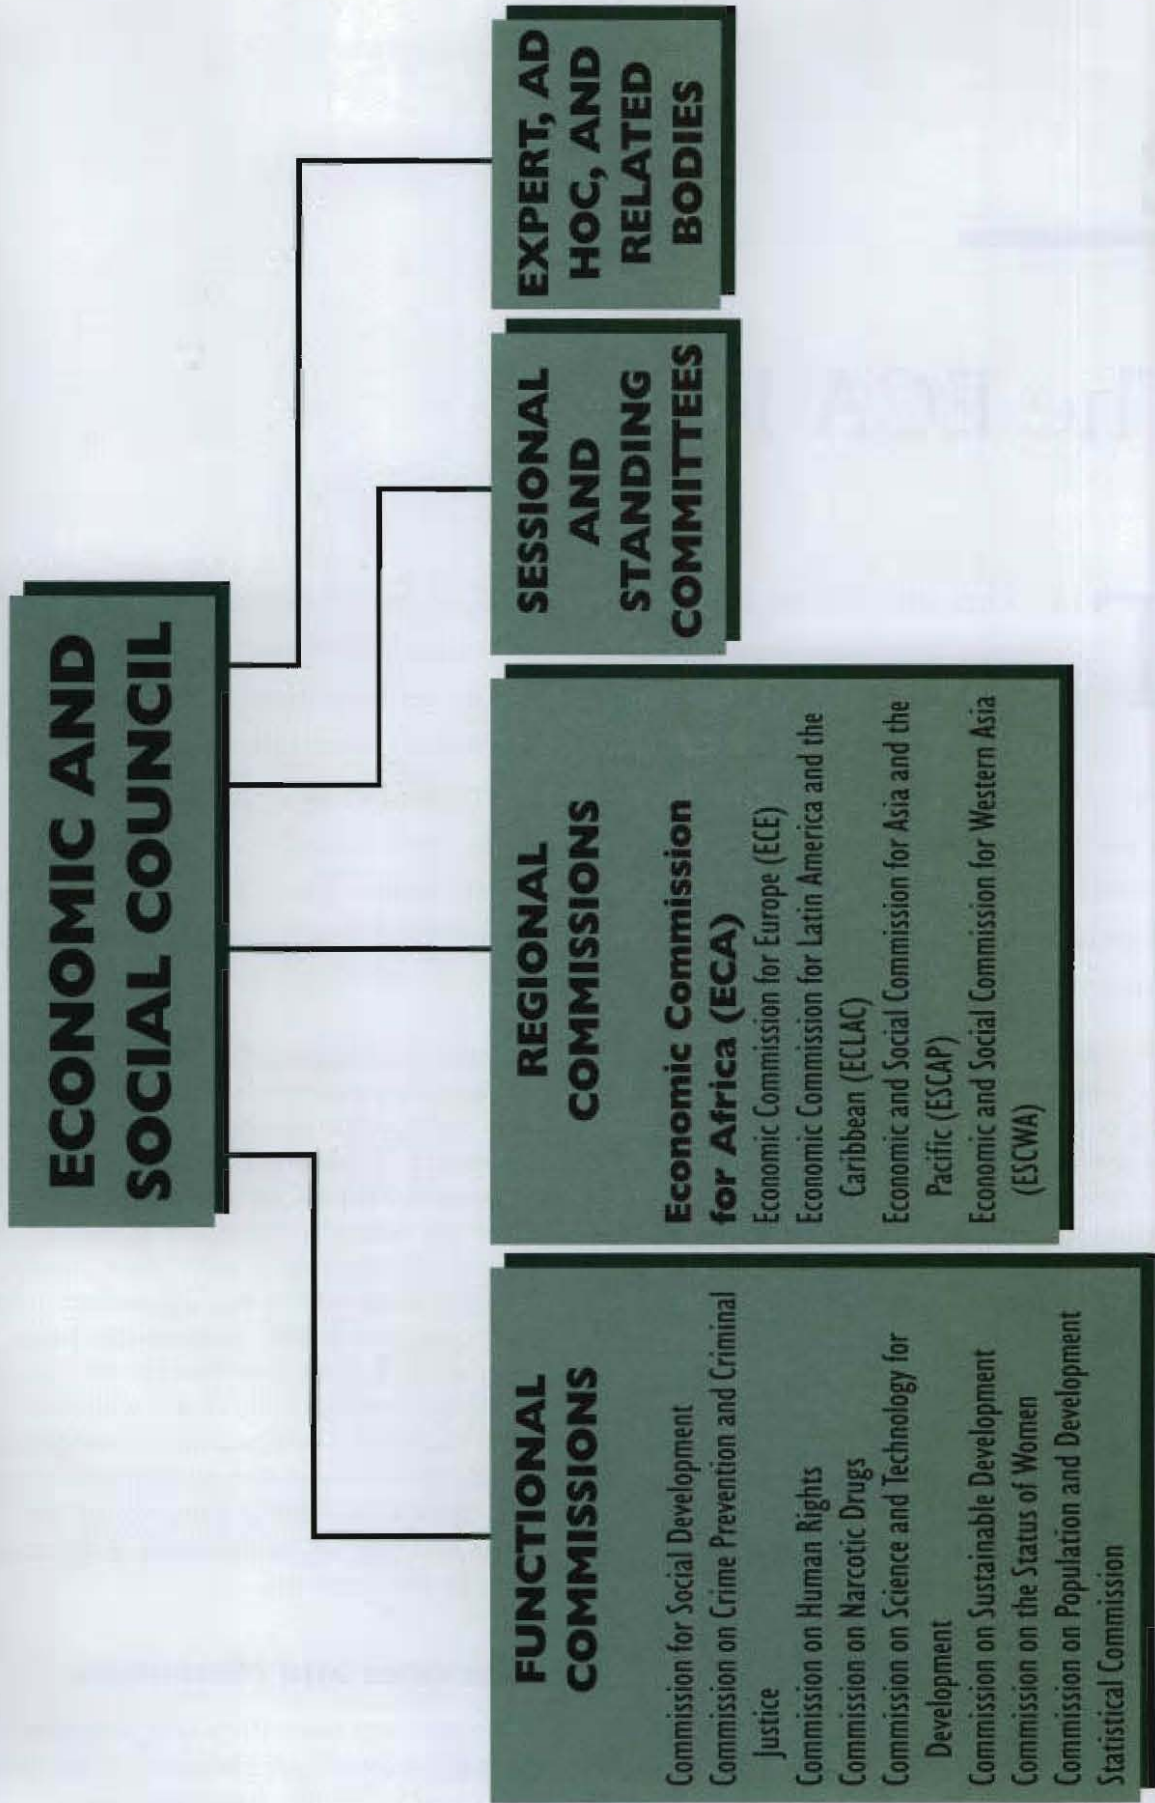 ECONOMIC AND
SOCIAL COUNCIL
FUNCTIONAL
COMMISSIONS
Commission for Social Development
Commission on Crime Prevention and Criminal
Justice
Commission on Human Rights
Commission on Narcotic Drugs
Commission on Science and Technology for
Development
Commission on Sustainable Development
Commission on the Status of Women
Commission on Population and Development
Statistical Commission
REGIONAL
COMMISSIONS
Economic Commission
for Africa (ECA)
Economic Commission for Europe (ECE)
Economic Commission for Latin America and the
Caribbean (ECLAC)
Economic and Social Commission for Asia and the
Pacific (ESCAP)
Economic and Social Commission for Western Asia
(ESCWA)
SESSIONAL
AND
STANDING
COMMITTEES
EXPERT, AD
HOC, AND
RELATED
BODIES